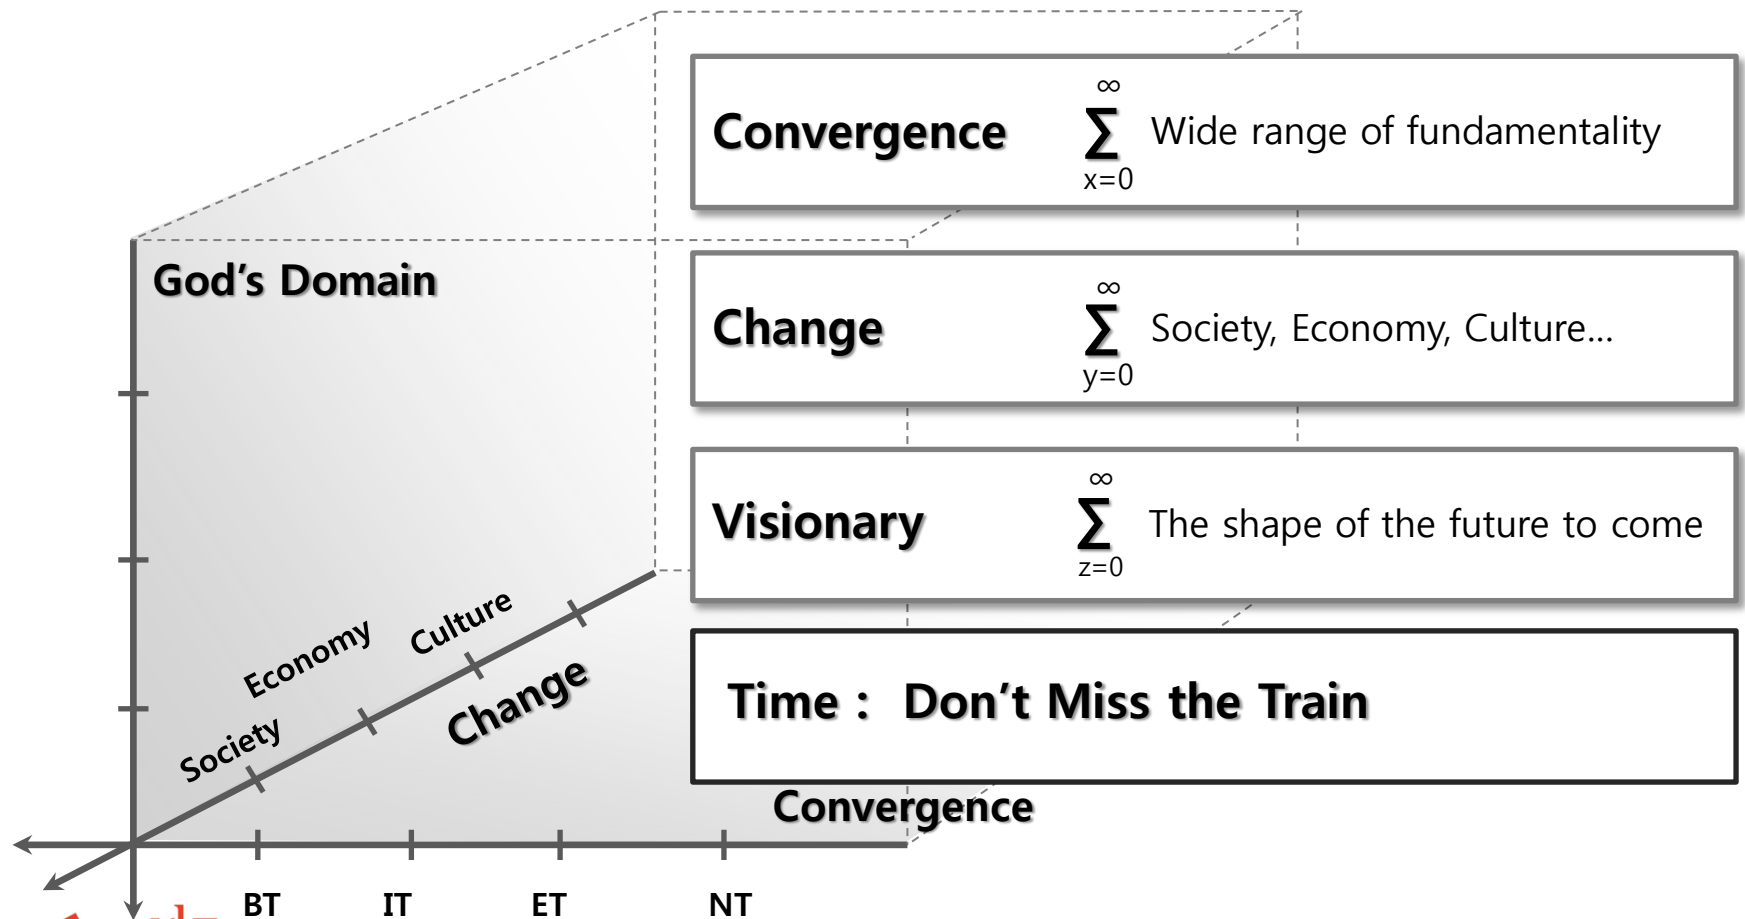 Convergence ∞ Σ x=0 Wide range of fundamentality
God's Domain
Change ∞ Σ y=0 Society, Economy, Culture...
Visionary ∞ Σ z=0 The shape of the future to come
Time : Don't Miss the Train
Society
Economy
Culture
Change
Convergence
BT IT ET NT